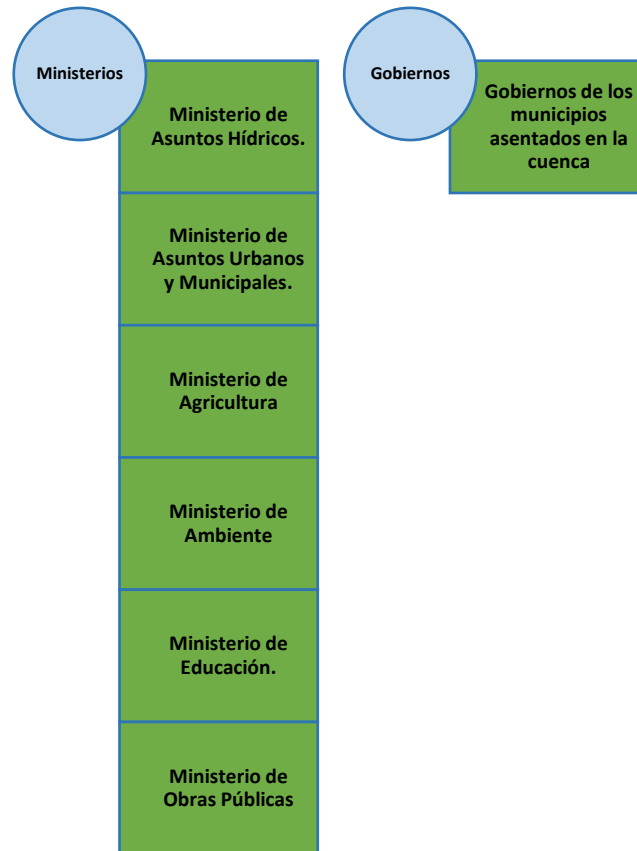 Ministerios
Ministerio de
Asuntos Hídricos.
Ministerio de
Asuntos Urbanos
y Municipales.
Ministerio de
Agricultura
Ministerio de
Ambiente
Ministerio de
Educación.
Ministerio de
Obras Públicas
Gobiernos
Gobiernos de los
municipios
asentados en la
cuenca